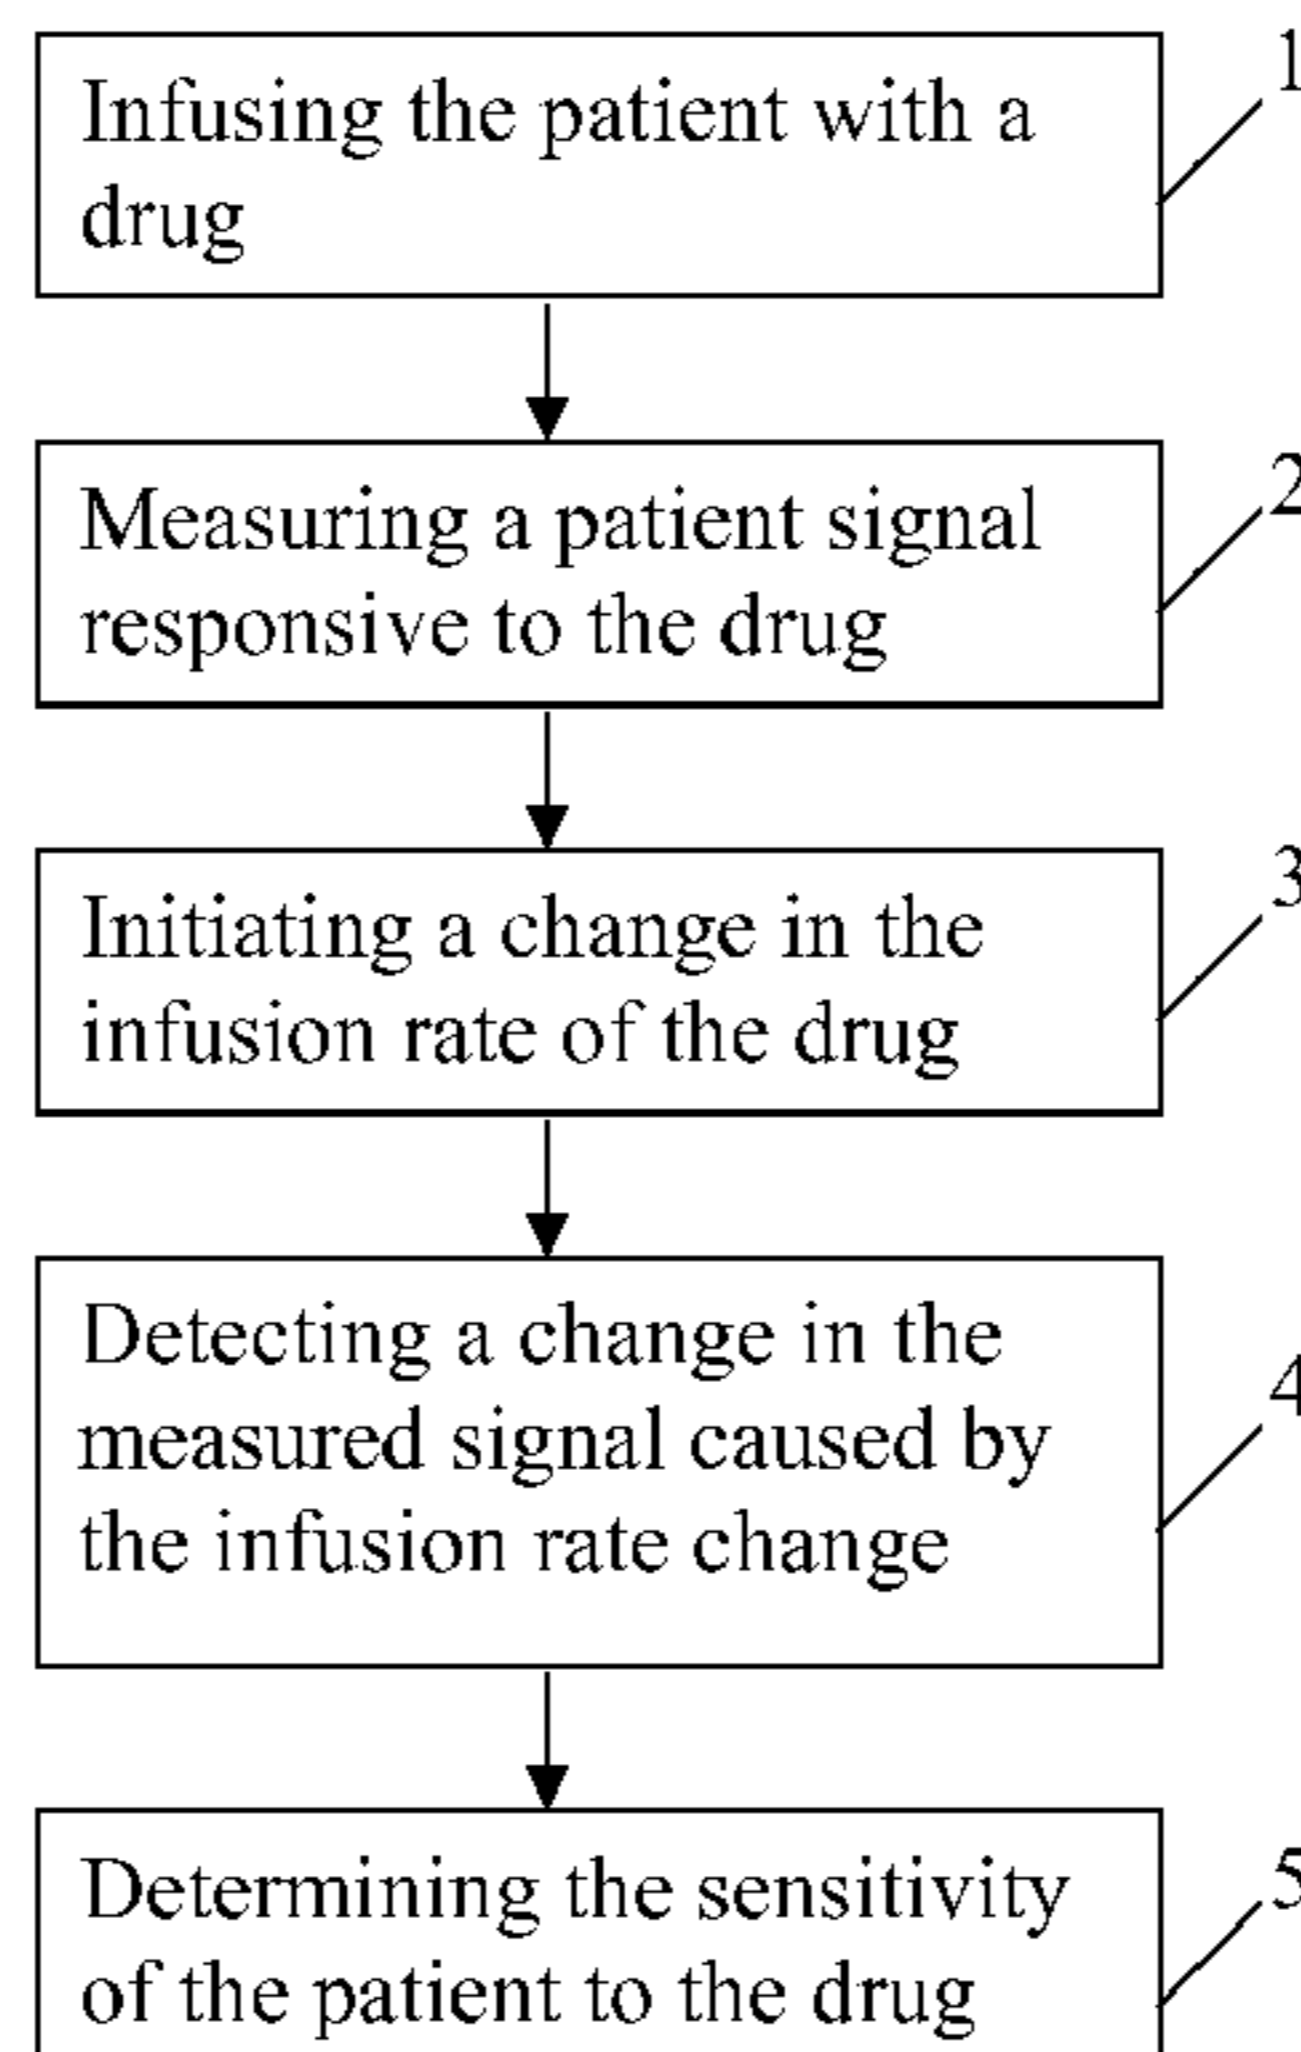 1
Infusing the patient with a
drug
2
Measuring a patient signal
responsive to the drug
3
Initiating a change in the
infusion rate of the drug
Detecting a change in the
4
measured signal caused by
the infusion rate change
5
Determining the sensitivity
of the patient to the drug